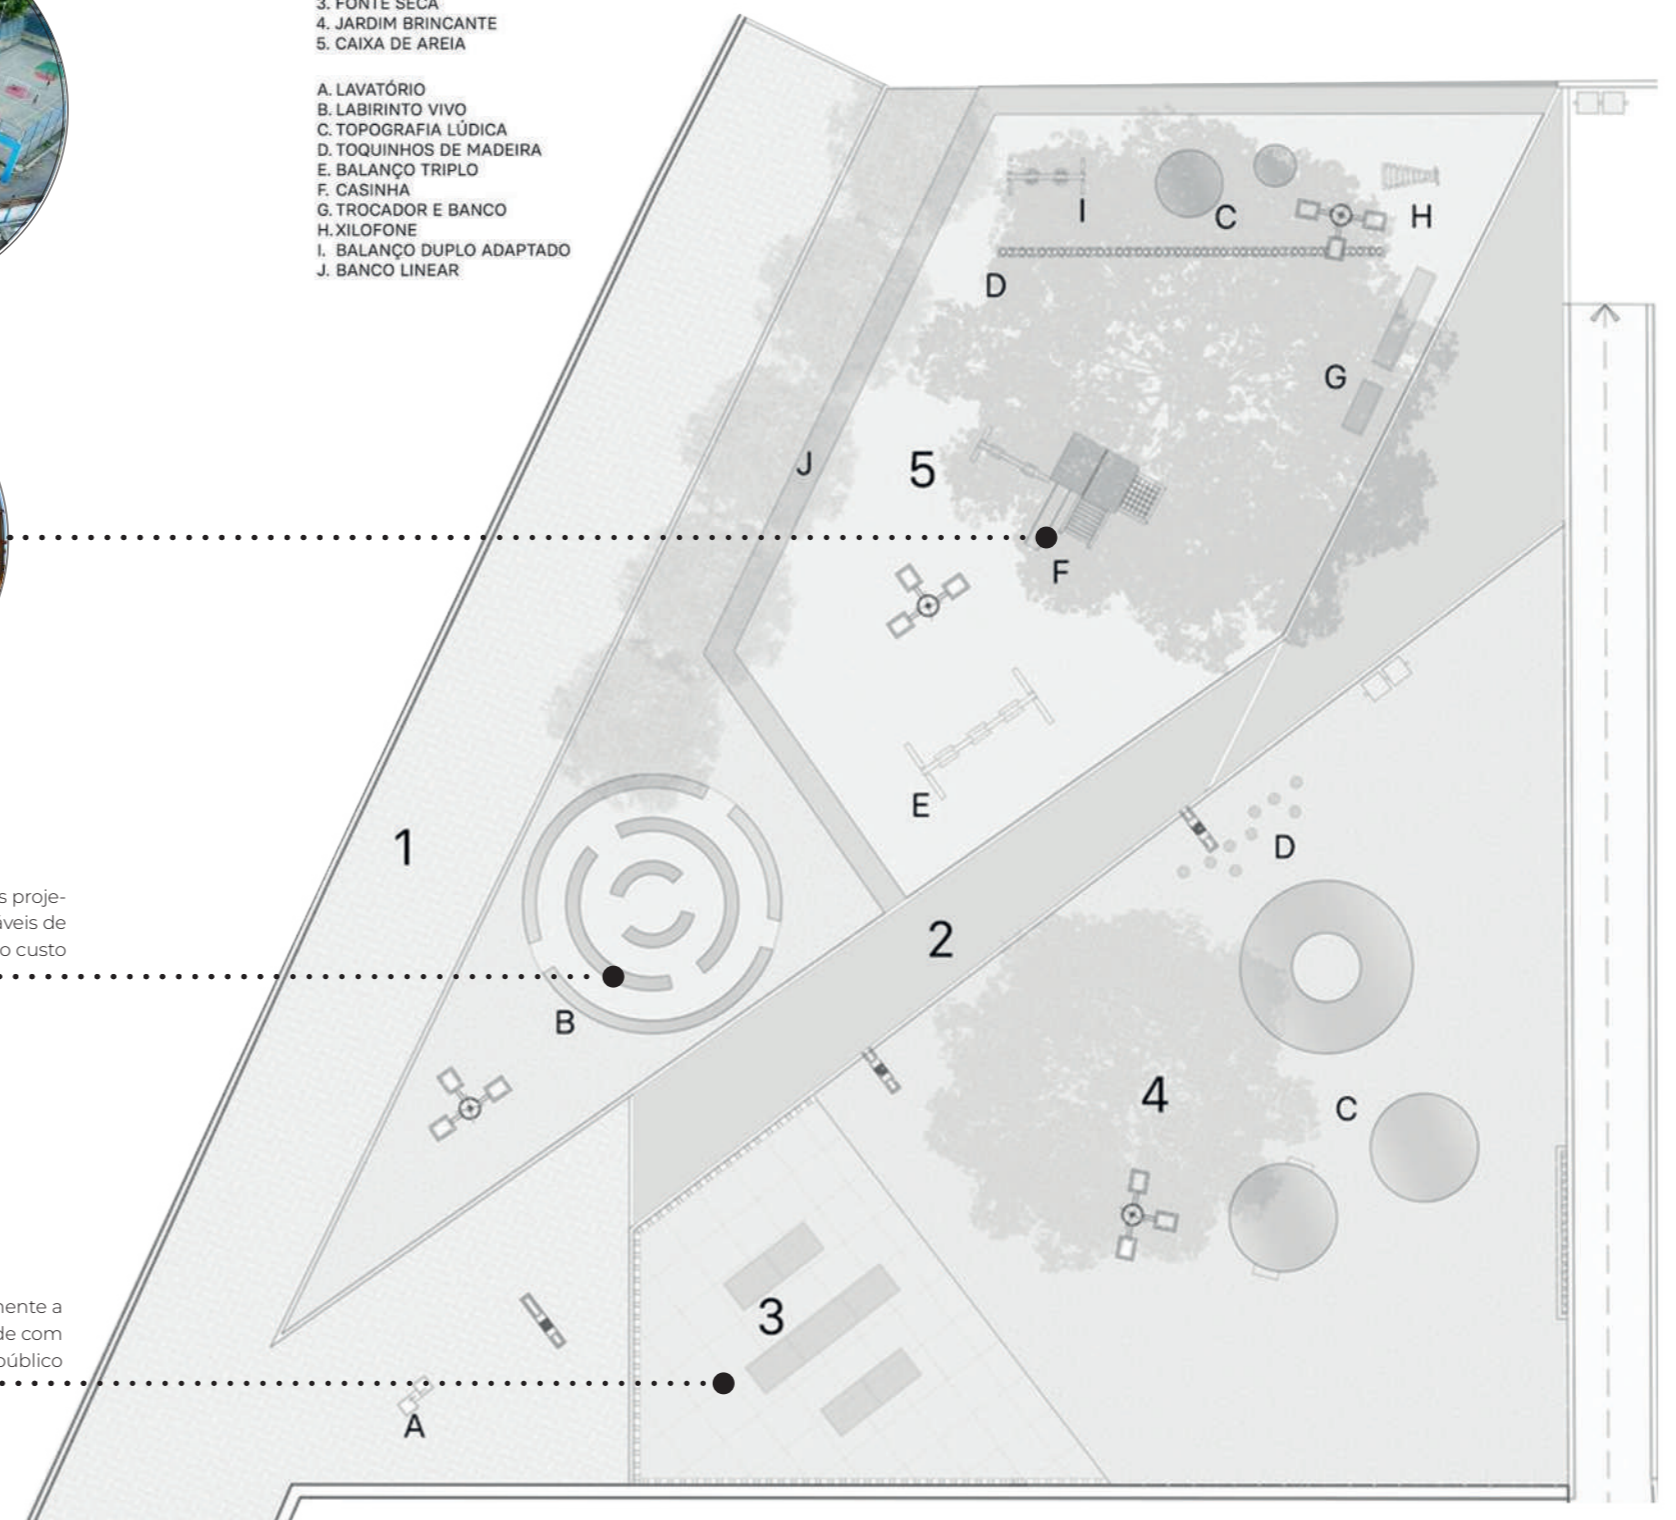 3. FONTE SECA
4. JARDIM BRINCANTE
5. CAIXA DE AREIA
A. LAVATÓRIO
B. LABIRINTO VIVO
C. TOPOGRAFIA LÚDICA
D. TOQUINHOS DE MADEIRA
E. BALANÇO TRIPLO
F. CASINHA
G. TROCADOR E BANCO
H. XILOFONE
I. BALANÇO DUPLO ADAPTADO
J. BANCO LINEAR
I
C
H
D
G
J
5
F
E
1
D
2
B
4
C
3
A
s proje-
áveis de
o custo
nente a
de com
público